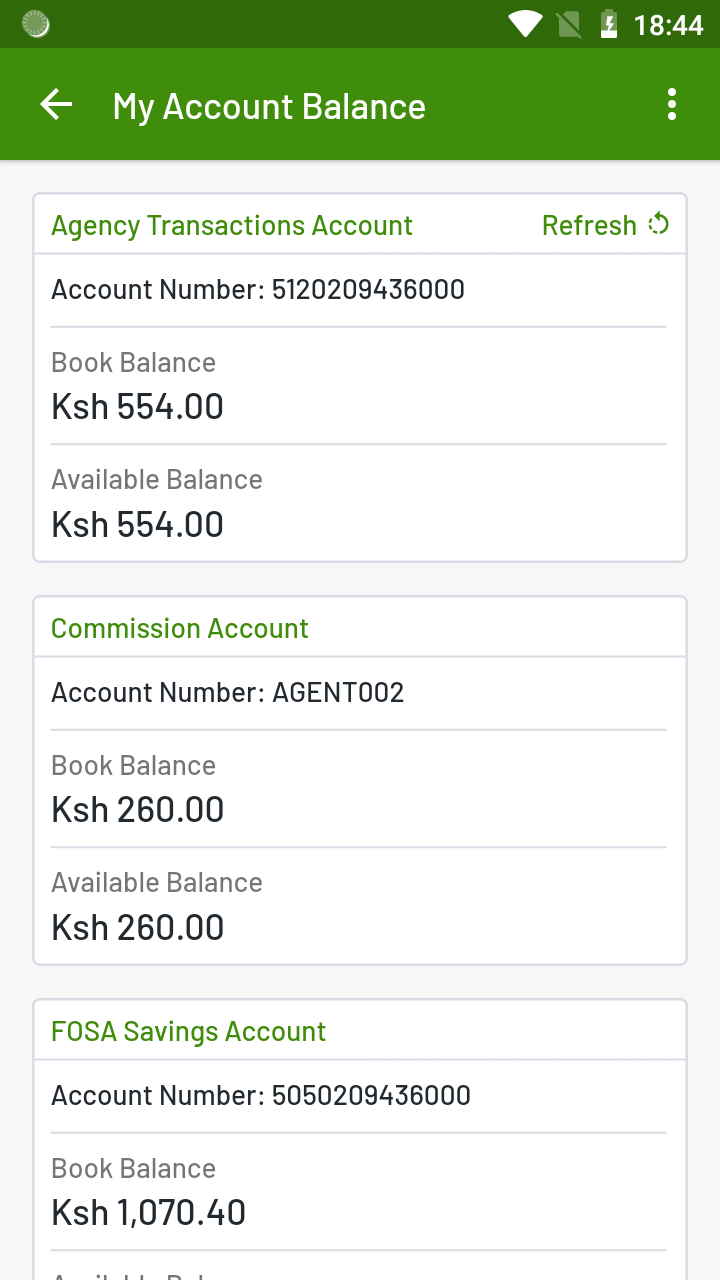 18:44
My Account Balance
Agency Transactions Account Refresh
Account Number: 5120209436000
Book Balance
Ksh 554.00
Available Balance
Ksh 554.00
Commission Account
Account Number: AGENT002
Book Balance
Ksh 260.00
Available Balance
Ksh 260.00
FOSA Savings Account
Account Number: 5050209436000
Book Balance
Ksh 1,070.40